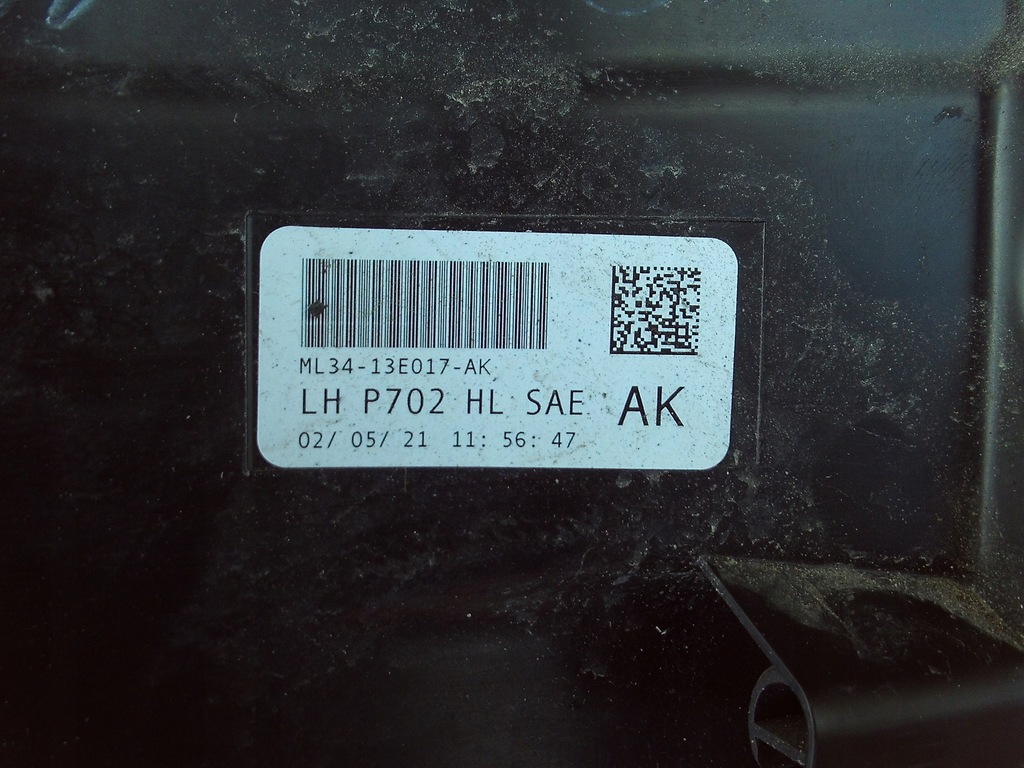 ML34-13E017-AK
LH P702 HL SAE AK
02/ 05/ 21 11: 56: 47